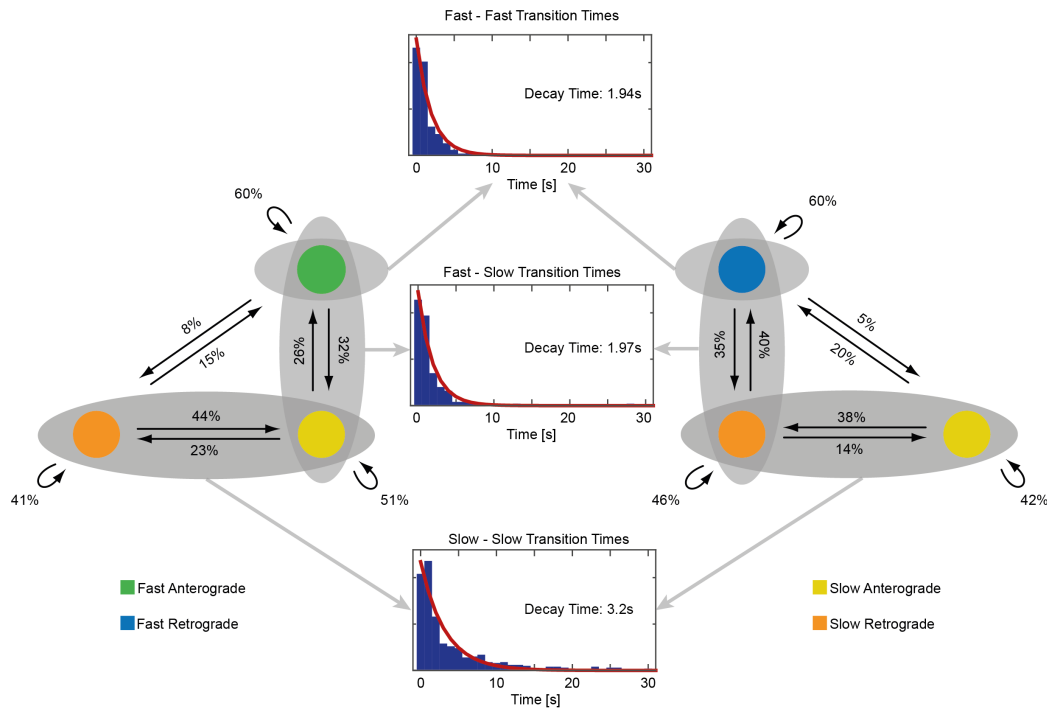 Fast - Fast Transition Times
Decay Time: 1.94s
0 10 20 30
Time [s]
60%
60%
Fast - Slow Transition Times
Decay Time: 1.97s
0 10 20 30
Time [s]
8%
15%
26%
32%
35%
40%
5%
20%
44%
23%
38%
14%
41%
51%
46%
42%
Slow - Slow Transition Times
Decay Time: 3.2s
0 10 20 30
Time [s]
Fast Anterograde
Fast Retrograde
Slow Anterograde
Slow Retrograde